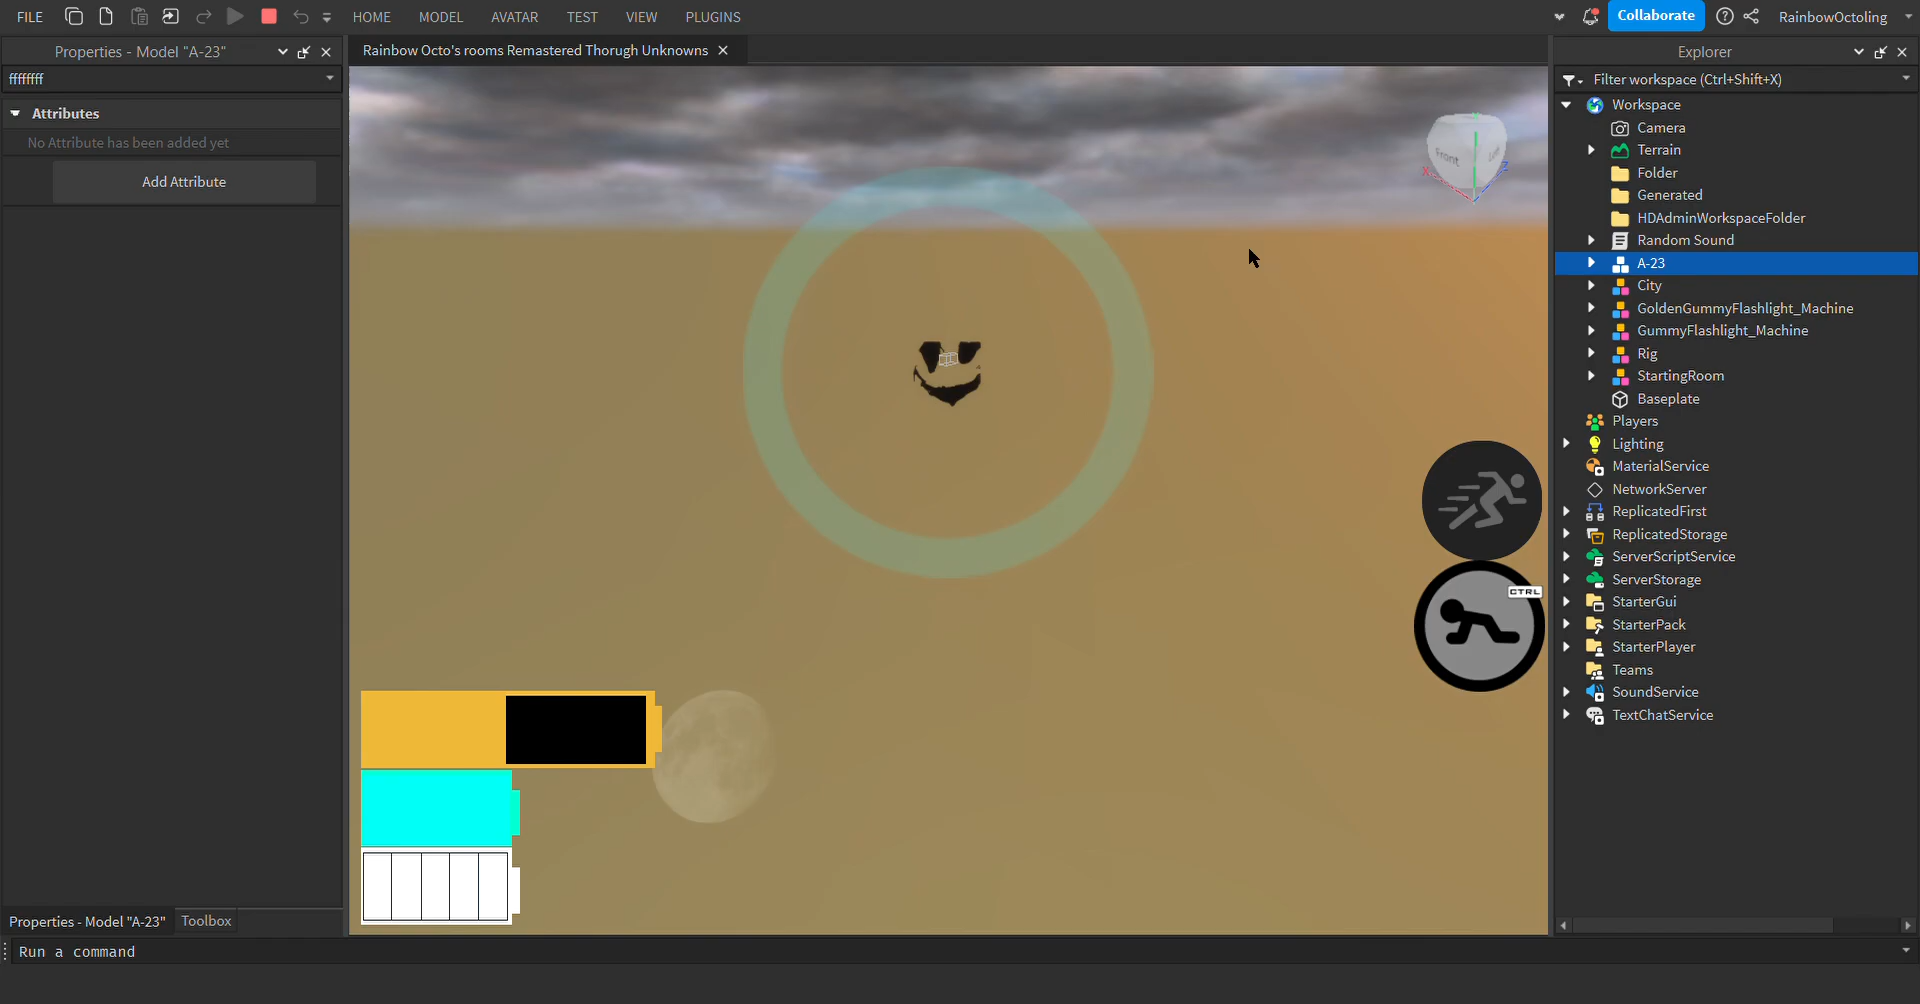 FILE
HOME
MODEL
AVATAR
TEST
VIEW
PLUGINS
Collaborate
RainbowOctoling
Properties - Model "A-23"
ffffffff
Attributes
No Attribute has been added yet
Add Attribute
Properties - Model "A-23"
Toolbox
Rainbow Octo's rooms Remastered Thorugh Unknowns
Front
Left
X
Y
Z
CTRL
Explorer
Filter workspace (Ctrl+Shift+X)
Workspace
Camera
Terrain
Folder
Generated
HDAdminWorkspaceFolder
Random Sound
A-23
City
GoldenGummyFlashlight_Machine
GummyFlashlight_Machine
Rig
StartingRoom
Baseplate
Players
Lighting
MaterialService
NetworkServer
ReplicatedFirst
ReplicatedStorage
ServerScriptService
ServerStorage
StarterGui
StarterPack
StarterPlayer
Teams
SoundService
TextChatService
Run a command